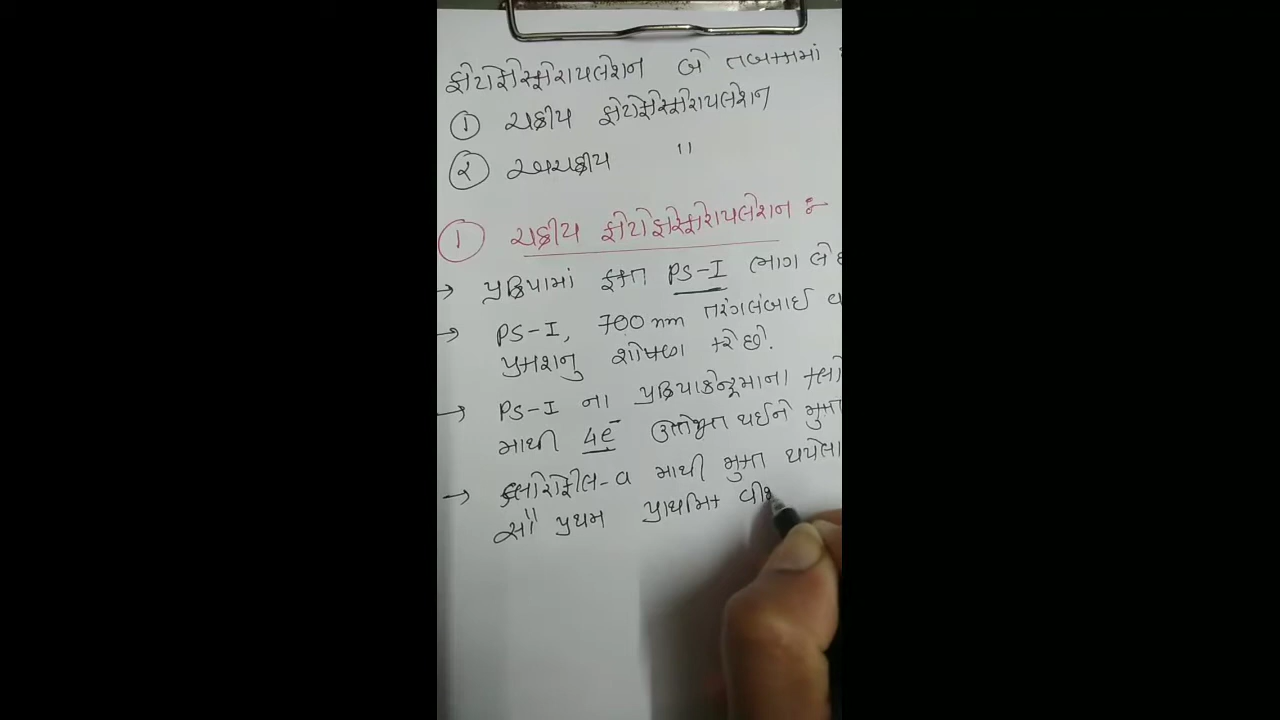 ફોટોફોસ્ફોરાયલેશન બે તબક્કામાં
① ચક્રીય ફોટોફોસ્ફોરાયલેશન
② અચક્રીય "
① ચક્રીય ફોટોફોસ્ફોરાયલેશન :-
→ પ્રક્રિયામાં ફક્ત PS-I ભાગ લે છે
→ PS-I, 700 nm તરંગલંબાઈ
પ્રકાશનુ શોષણ કરે છે.
→ PS-I ના પ્રક્રિયાકેન્દ્રમાના
માથી 4e⁻ ઉત્તેજીત થઈને મુક્ત
→ ક્લોરોફીલ-a માથી મુક્ત થયેલા
સૌ પ્રથમ પ્રાથમિક